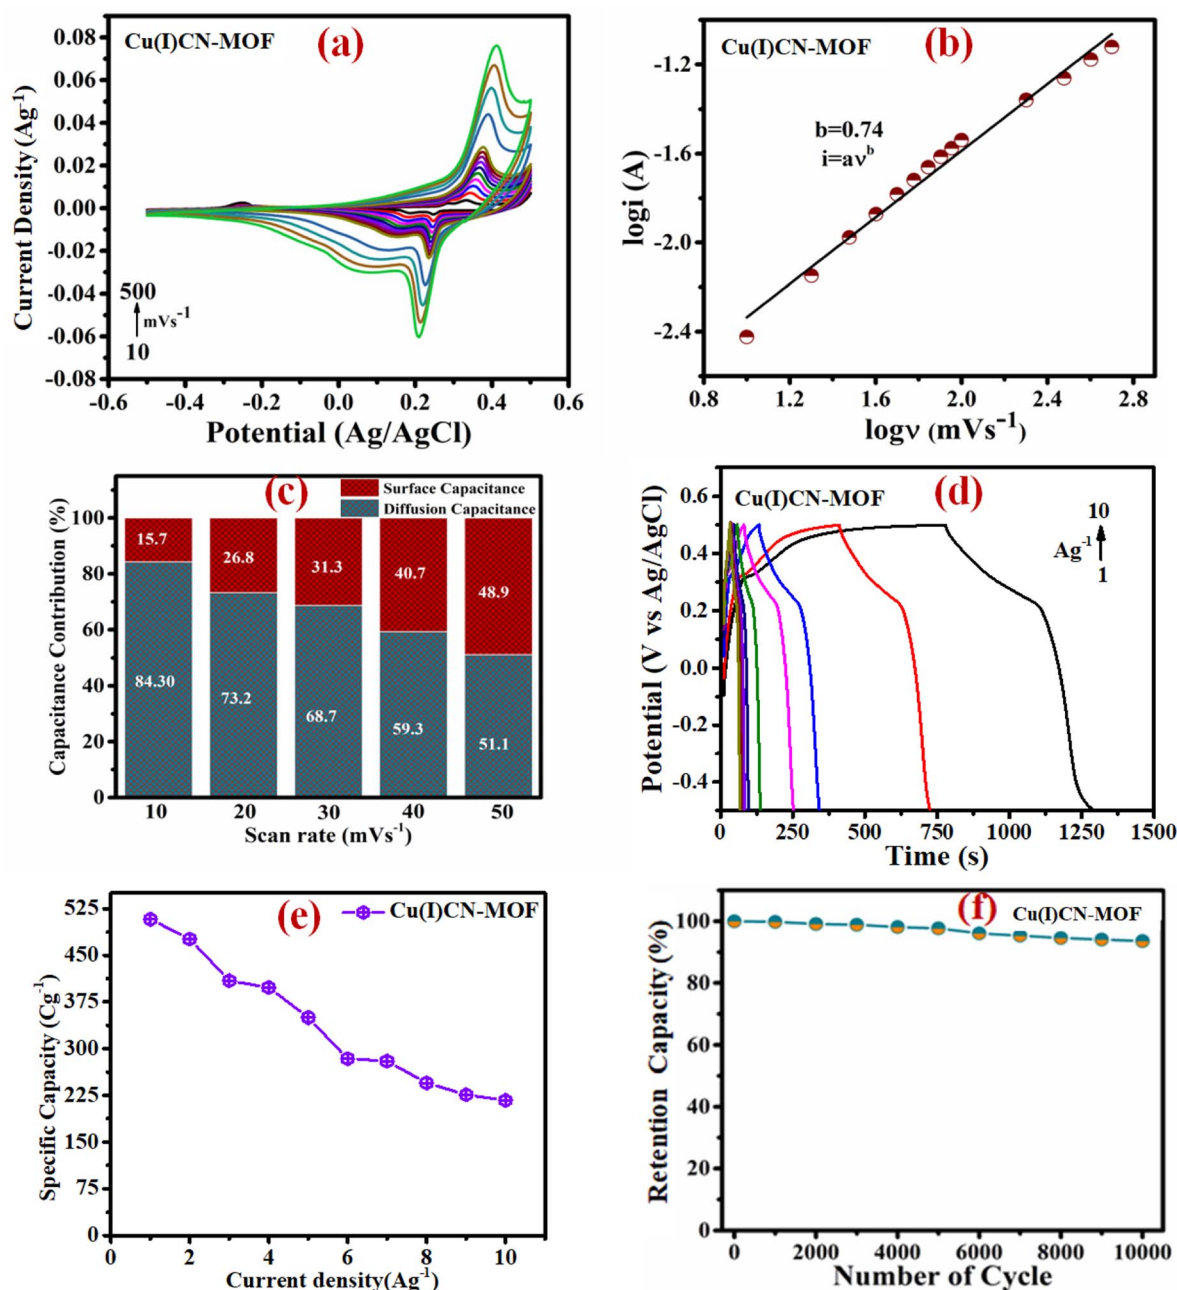 Cu(I)CN-MOF
(a)
0.08
0.06
0.04
0.02
0.00
-0.02
-0.04
-0.06
-0.08
Current Density (Ag⁻¹)
500
mVs⁻¹
10
-0.6 -0.4 -0.2 0.0 0.2 0.4 0.6
Potential (Ag/AgCl)
Cu(I)CN-MOF
(b)
-1.2
-1.6
-2.0
-2.4
logi (A)
b=0.74
i=aνᵇ
0.8 1.2 1.6 2.0 2.4 2.8
logν (mVs⁻¹)
(c)
Surface Capacitance
Diffusion Capacitance
100
80
60
40
20
0
Capacitance Contribution (%)
15.7 26.8 31.3 40.7 48.9
84.30 73.2 68.7 59.3 51.1
10 20 30 40 50
Scan rate (mVs⁻¹)
Cu(I)CN-MOF
(d)
0.6
0.4
0.2
0.0
-0.2
-0.4
Potential (V vs Ag/AgCl)
10
Ag⁻¹
1
0 250 500 750 1000 1250 1500
Time (s)
(e)
Cu(I)CN-MOF
525
450
375
300
225
150
75
0
Specific Capacity (Cg⁻¹)
0 2 4 6 8 10
Current density(Ag⁻¹)
(f)
Cu(I)CN-MOF
100
80
60
40
20
0
Retention Capacity (%)
0 2000 4000 6000 8000 10000
Number of Cycle